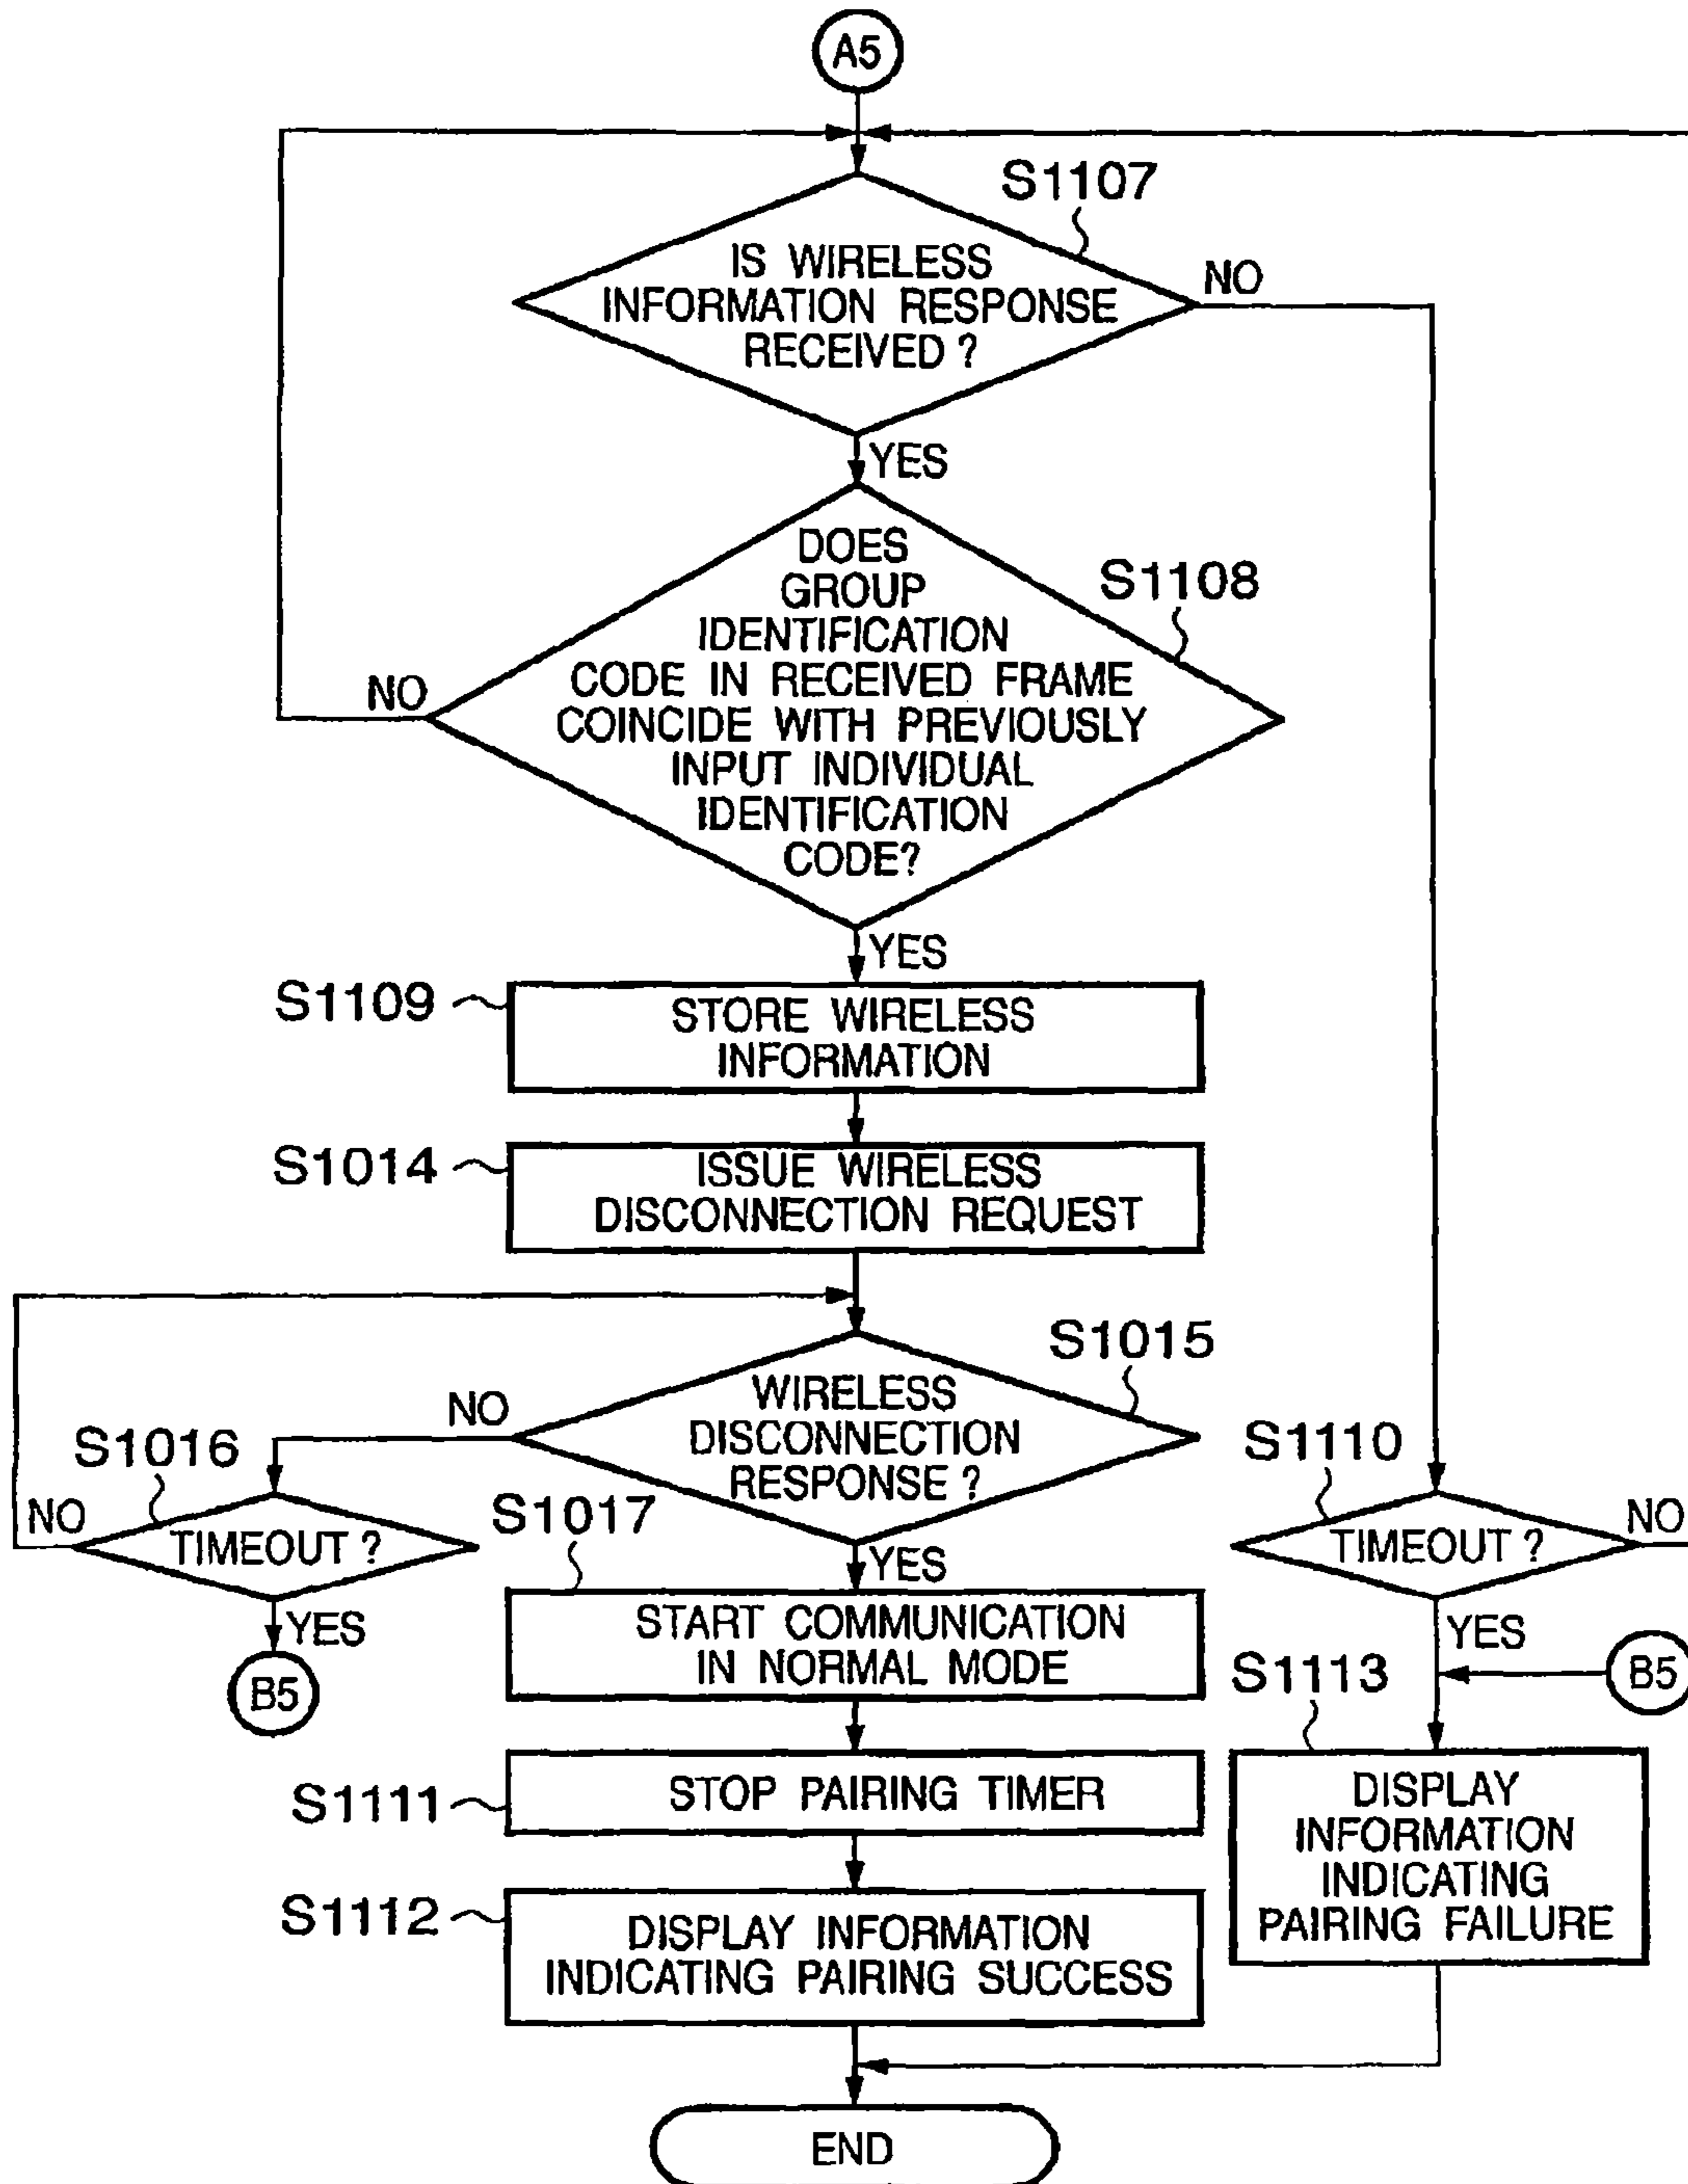 A5
S1107
IS WIRELESS
INFORMATION RESPONSE
RECEIVED ?
NO
YES
DOES
GROUP
IDENTIFICATION
CODE IN RECEIVED FRAME
COINCIDE WITH PREVIOUSLY
INPUT INDIVIDUAL
IDENTIFICATION
CODE?
S1108
NO
YES
S1109
STORE WIRELESS
INFORMATION
S1014
ISSUE WIRELESS
DISCONNECTION REQUEST
S1015
WIRELESS
DISCONNECTION
RESPONSE ?
NO
S1016
TIMEOUT ?
NO
YES
B5
YES
S1017
START COMMUNICATION
IN NORMAL MODE
S1110
TIMEOUT ?
NO
YES
B5
S1113
DISPLAY
INFORMATION
INDICATING
PAIRING FAILURE
S1111
STOP PAIRING TIMER
S1112
DISPLAY INFORMATION
INDICATING PAIRING SUCCESS
END